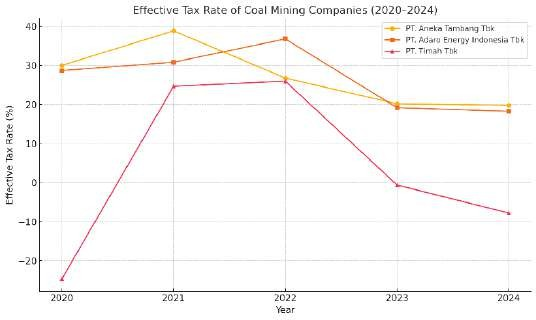 Effective Tax Rate of Coal Mining Companies (2020–2024)
PT. Aneka Tambang Tbk
PT. Adaro Energy Indonesia Tbk
PT. Timah Tbk
Effective Tax Rate (%)
40
30
20
10
0
−10
−20
2020
2021
2022
2023
2024
Year